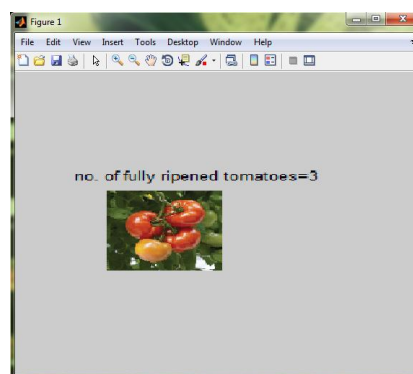 Figure 1
File Edit View Insert Tools Desktop Window Help
no. of fully ripened tomatoes=3